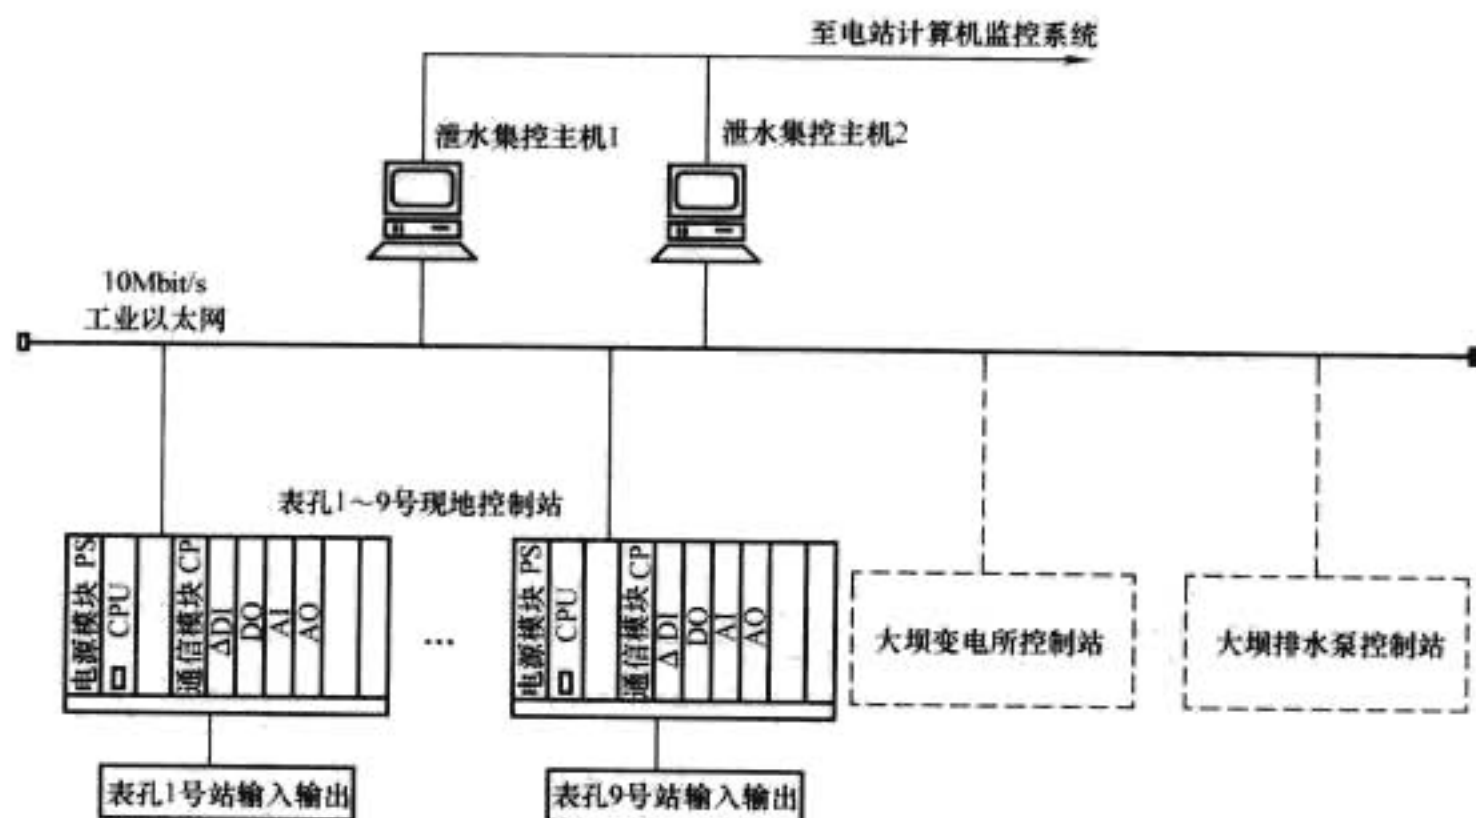 至电站计算机监控系统
泄水集控主机1
泄水集控主机2
10Mbit/s
工业以太网
表孔1～9号现地控制站
电源模块 PS
CPU
通信模块 CP
ΔDI
DO
AI
AO
…
电源模块 PS
CPU
通信模块 CP
Δ DI
DO
AI
AO
大坝变电所控制站
大坝排水泵控制站
表孔1号站输入输出
表孔9号站输入输出